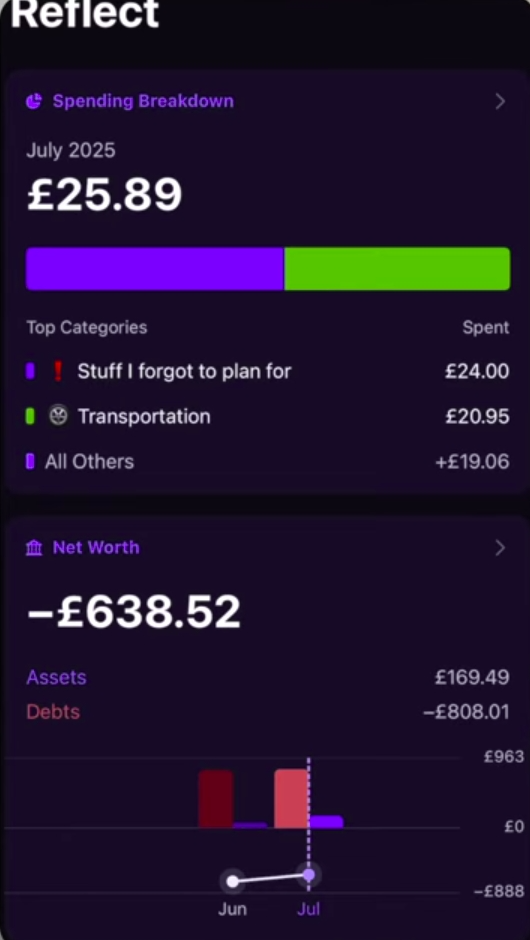 Reflect
Spending Breakdown
July 2025
£25.89
Top Categories Spent
Stuff I forgot to plan for £24.00
Transportation £20.95
All Others +£19.06
Net Worth
−£638.52
Assets £169.49
Debts −£808.01
£963
£0
−£888
Jun Jul